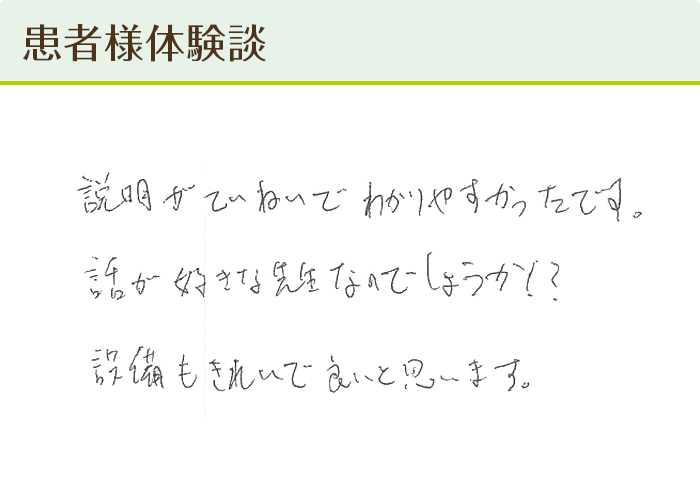 患者様体験談
説明がていねいでわかりやすかったです。
話が好きな先生なのでしょうか!?
設備もきれいで良いと思います。